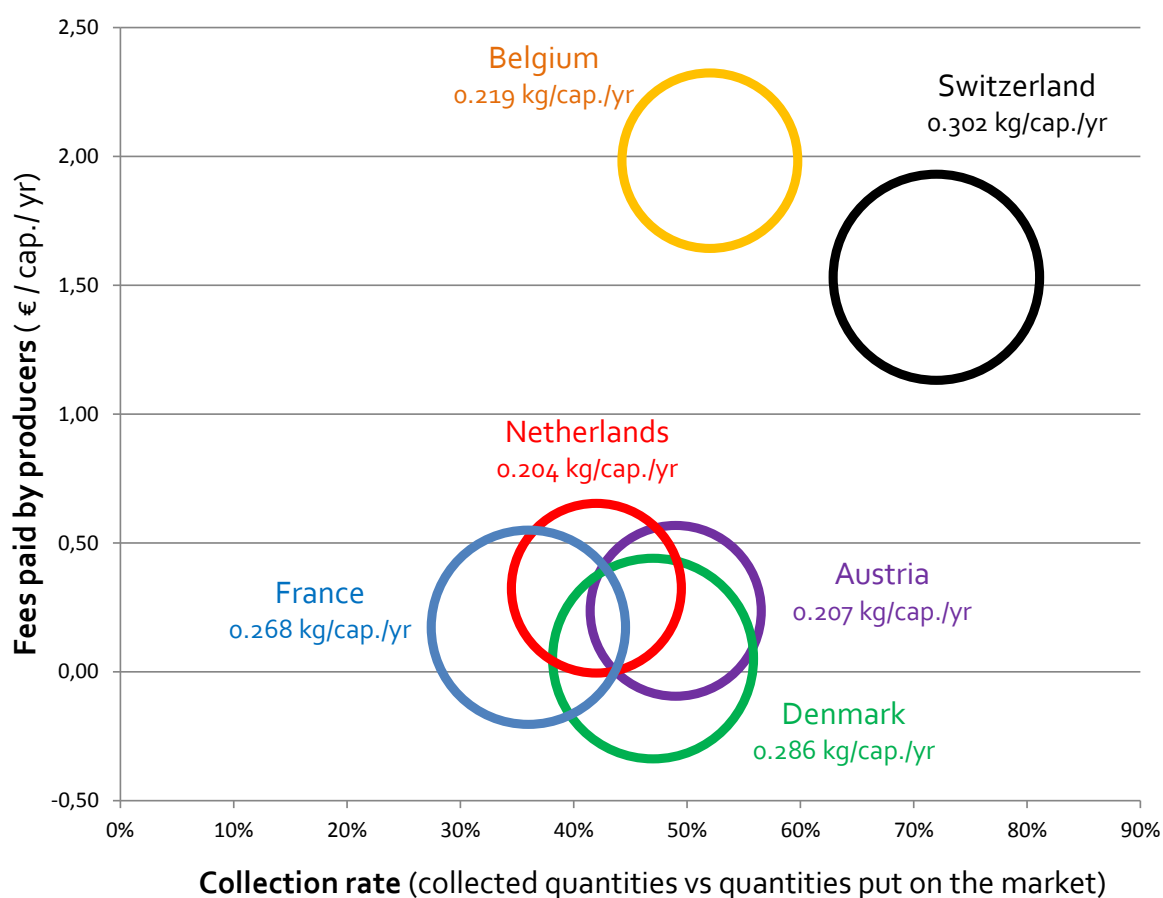 2,50
Belgium
0.219 kg/cap./yr
Switzerland
0.302 kg/cap./yr
2,00
1,50
1,00
Netherlands
0.204 kg/cap./yr
0,50
France
0.268 kg/cap./yr
Austria
0.207 kg/cap./yr
0,00
Denmark
0.286 kg/cap./yr
-0,50
0% 10% 20% 30% 40% 50% 60% 70% 80% 90%
Fees paid by producers ( € / cap./ yr)
Collection rate (collected quantities vs quantities put on the market)